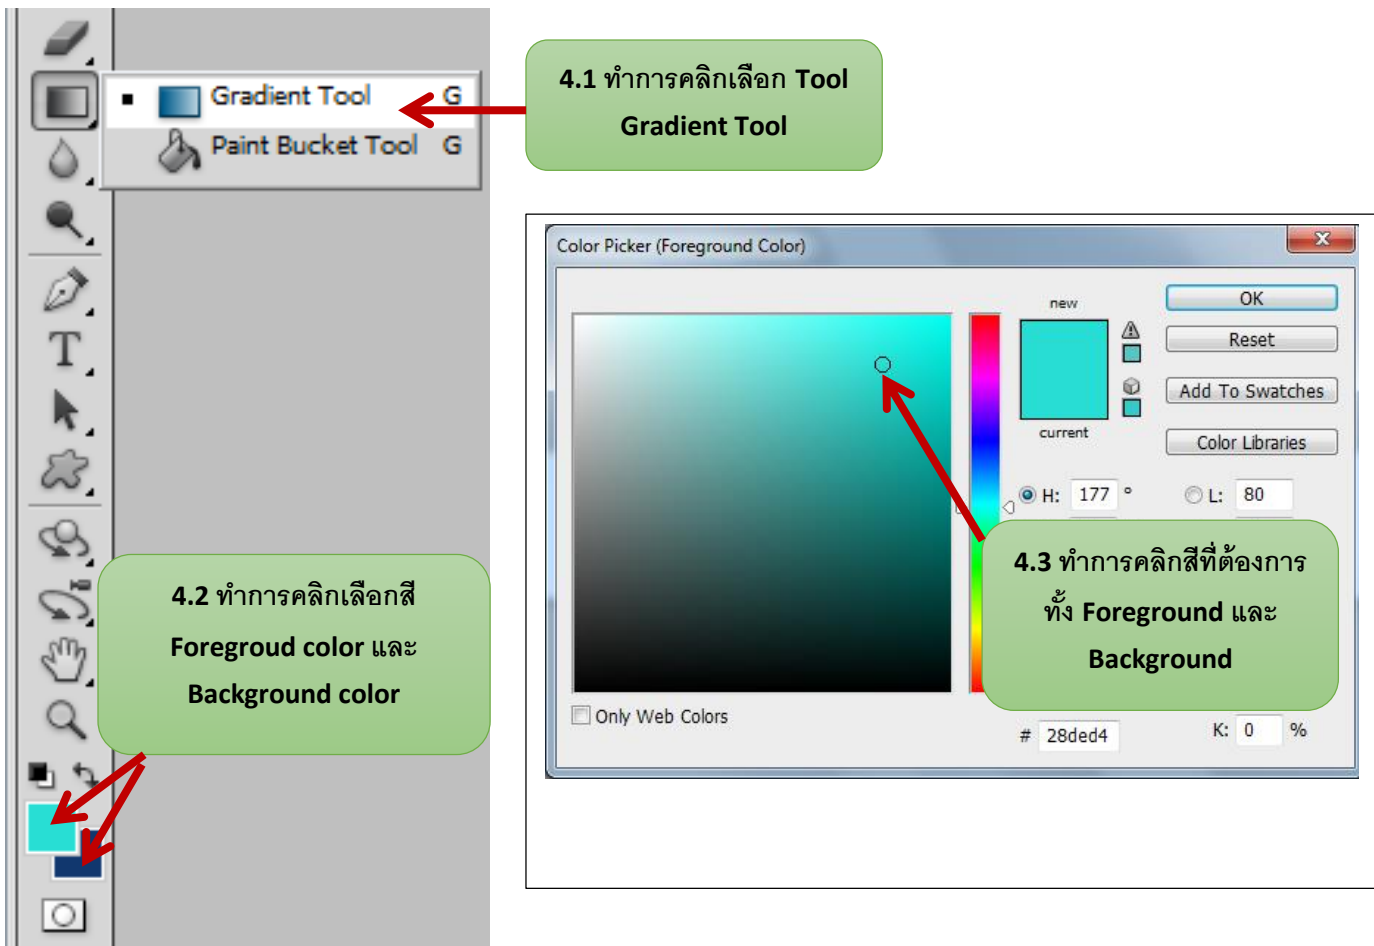 Gradient Tool G
Paint Bucket Tool G
4.1 ทำการคลิกเลือก Tool
Gradient Tool
Color Picker (Foreground Color)
new
current
OK
Reset
Add To Swatches
Color Libraries
H: 177 °
L: 80
4.2 ทำการคลิกเลือกสี
Foregroud color และ
Background color
4.3 ทำการคลิกสีที่ต้องการ
ทั้ง Foreground และ
Background
Only Web Colors
# 28ded4
K: 0 %